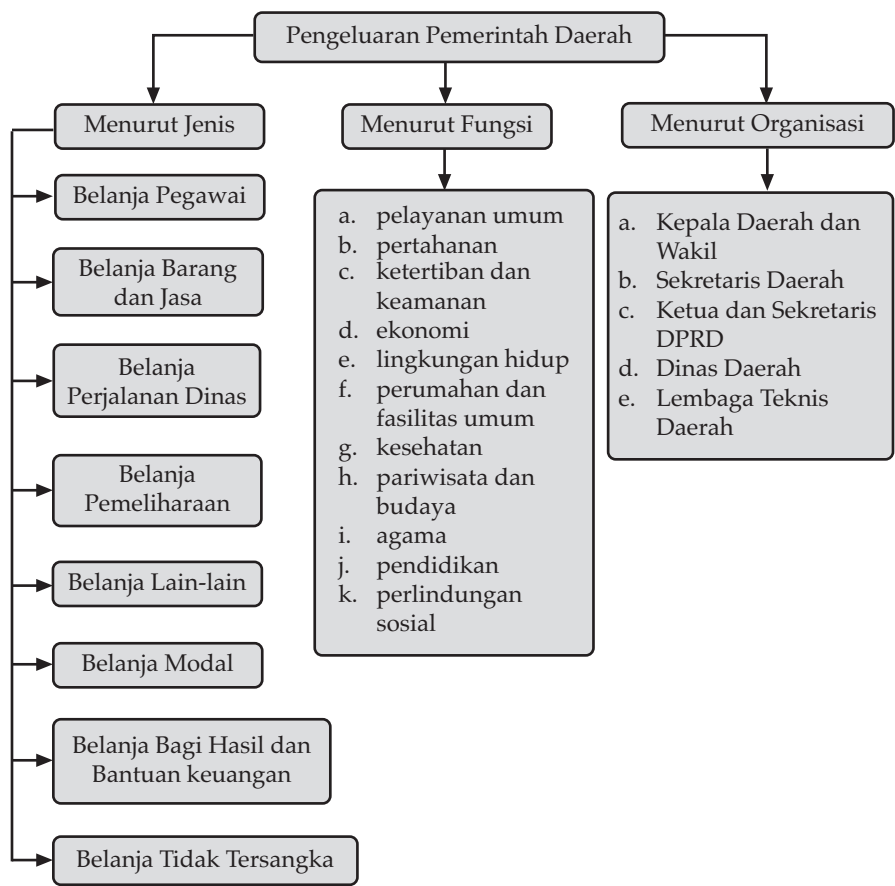 Pengeluaran Pemerintah Daerah
Menurut Jenis
Belanja Pegawai
Belanja Barang
dan Jasa
Belanja
Perjalanan Dinas
Belanja
Pemeliharaan
Belanja Lain-lain
Belanja Modal
Belanja Bagi Hasil dan
Bantuan keuangan
Belanja Tidak Tersangka
Menurut Fungsi
a. pelayanan umum
b. pertahanan
c. ketertiban dan
keamanan
d. ekonomi
e. lingkungan hidup
f. perumahan dan
fasilitas umum
g. kesehatan
h. pariwisata dan
budaya
i. agama
j. pendidikan
k. perlindungan
sosial
Menurut Organisasi
a. Kepala Daerah dan
Wakil
b. Sekretaris Daerah
c. Ketua dan Sekretaris
DPRD
d. Dinas Daerah
e. Lembaga Teknis
Daerah